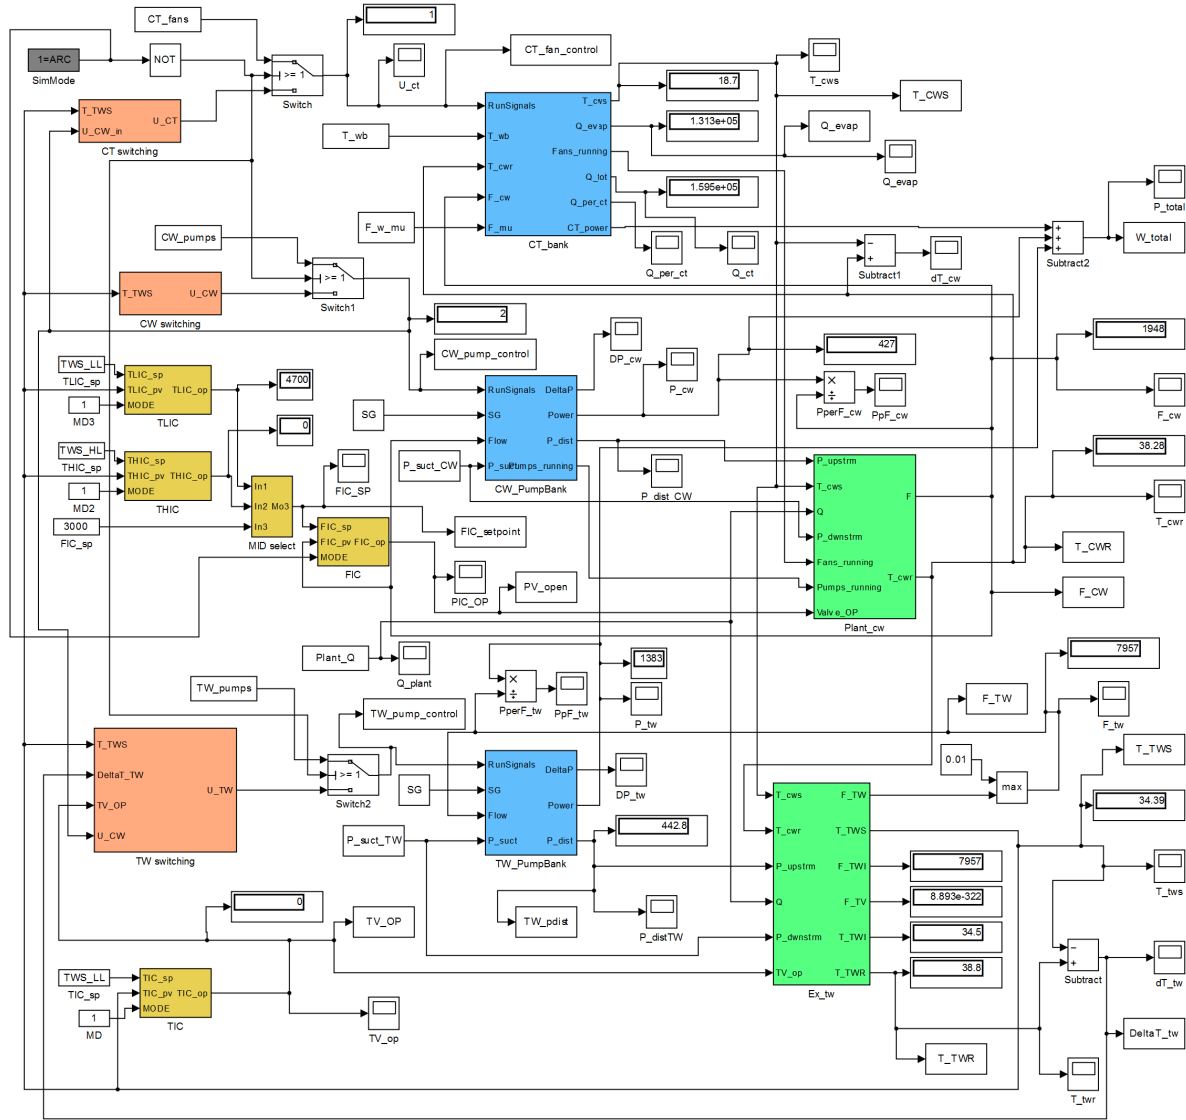 CT_fans
1
1=ARC
SimMode
NOT
>= 1
Switch
U_ct
CT_fan_control
T_cws
T_CWS
T_TWS
U_CW_in
U_CT
CT switching
T_wb
RunSignals
T_wb
T_cwr
F_cw
F_mu
T_cws
Q_evap
Fans_running
Q_tot
Q_per_ct
CT_power
CT_bank
18.7
1.313e+05
1.595e+05
Q_evap
Q_evap
F_w_mu
Q_per_ct
Q_ct
−
+
Subtract1
dT_cw
+
+
+
Subtract2
P_total
W_total
CW_pumps
>= 1
Switch1
T_TWS
U_CW
CW switching
2
CW_pump_control
DP_cw
P_cw
427
×
÷
PperF_cw
PpF_cw
1948
F_cw
38.28
T_cwr
T_CWR
F_CW
TWS_LL
TLIC_sp
1
MD3
TLIC_sp
TLIC_pv
MODE
TLIC_op
TLIC
4700
0
TWS_HL
THIC_sp
1
MD2
THIC_sp
THIC_pv
MODE
THIC_op
THIC
3000
FIC_sp
In1
In2
In3
Mo3
MID select
FIC_SP
FIC_setpoint
FIC_sp
FIC_pv
MODE
FIC_op
FIC
PIC_OP
PV_open
SG
P_suct_CW
RunSignals
SG
Flow
P_suct
DeltaP
Power
P_dist
Pumps_running
CW_PumpBank
P_dist_CW
P_upstrm
T_cws
Q
P_dwnstrm
Fans_running
Pumps_running
Valve_OP
F
T_cwr
Plant_cw
Plant_Q
Q_plant
TW_pumps
TW_pump_control
×
÷
PperF_tw
PpF_tw
1383
P_tw
7957
F_TW
F_tw
T_TWS
T_TWS
DeltaT_TW
TV_OP
U_CW
U_TW
TW switching
>= 1
Switch2
SG
P_suct_TW
RunSignals
SG
Flow
P_suct
DeltaP
Power
P_dist
TW_PumpBank
DP_tw
442.8
TW_pdist
P_distTW
T_cws
T_cwr
P_upstrm
Q
P_dwnstrm
TV_op
F_TW
T_TWS
F_TWI
F_TV
T_TWI
T_TWR
Ex_tw
0.01
max
34.39
7957
8.893e-322
34.5
38.8
T_tws
−
+
Subtract
dT_tw
DeltaT_tw
T_TWR
T_twr
0
TV_OP
TWS_LL
TIC_sp
1
MD
TIC_sp
TIC_pv
MODE
TIC_op
TIC
TV_op